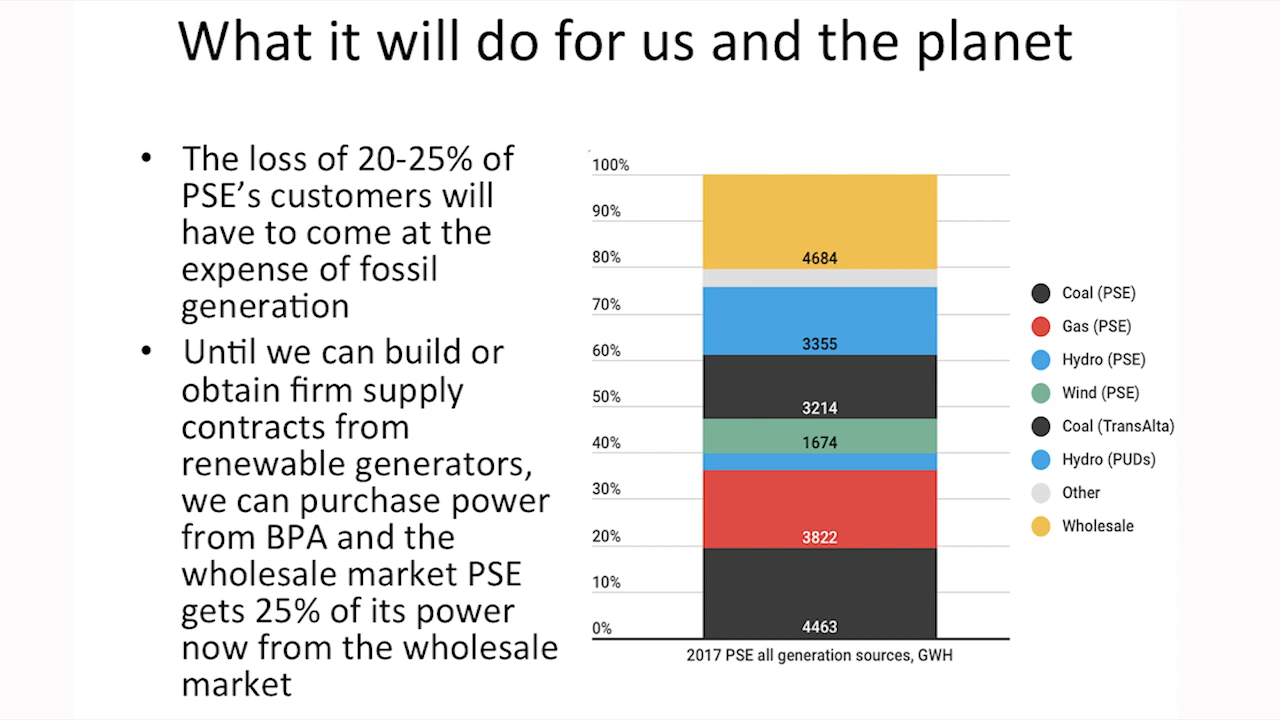 What it will do for us and the planet
• The loss of 20-25% of
PSE’s customers will
have to come at the
expense of fossil
generation
• Until we can build or
obtain firm supply
contracts from
renewable generators,
we can purchase power
from BPA and the
wholesale market PSE
gets 25% of its power
now from the wholesale
market
100%
90%
80%
70%
60%
50%
40%
30%
20%
10%
0%
4684
3355
3214
1674
3822
4463
2017 PSE all generation sources, GWH
Coal (PSE)
Gas (PSE)
Hydro (PSE)
Wind (PSE)
Coal (TransAlta)
Hydro (PUDs)
Other
Wholesale